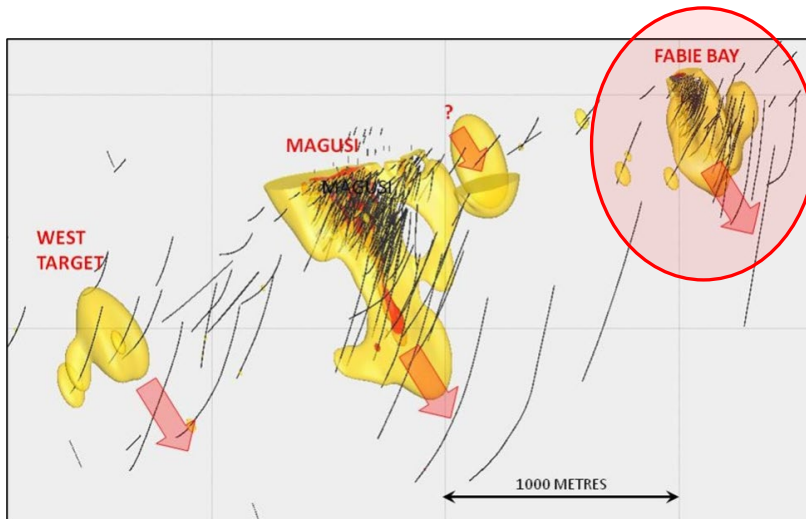 FABIE BAY
?
MAGUSI
MAGUSI
WEST
TARGET
1000 METRES